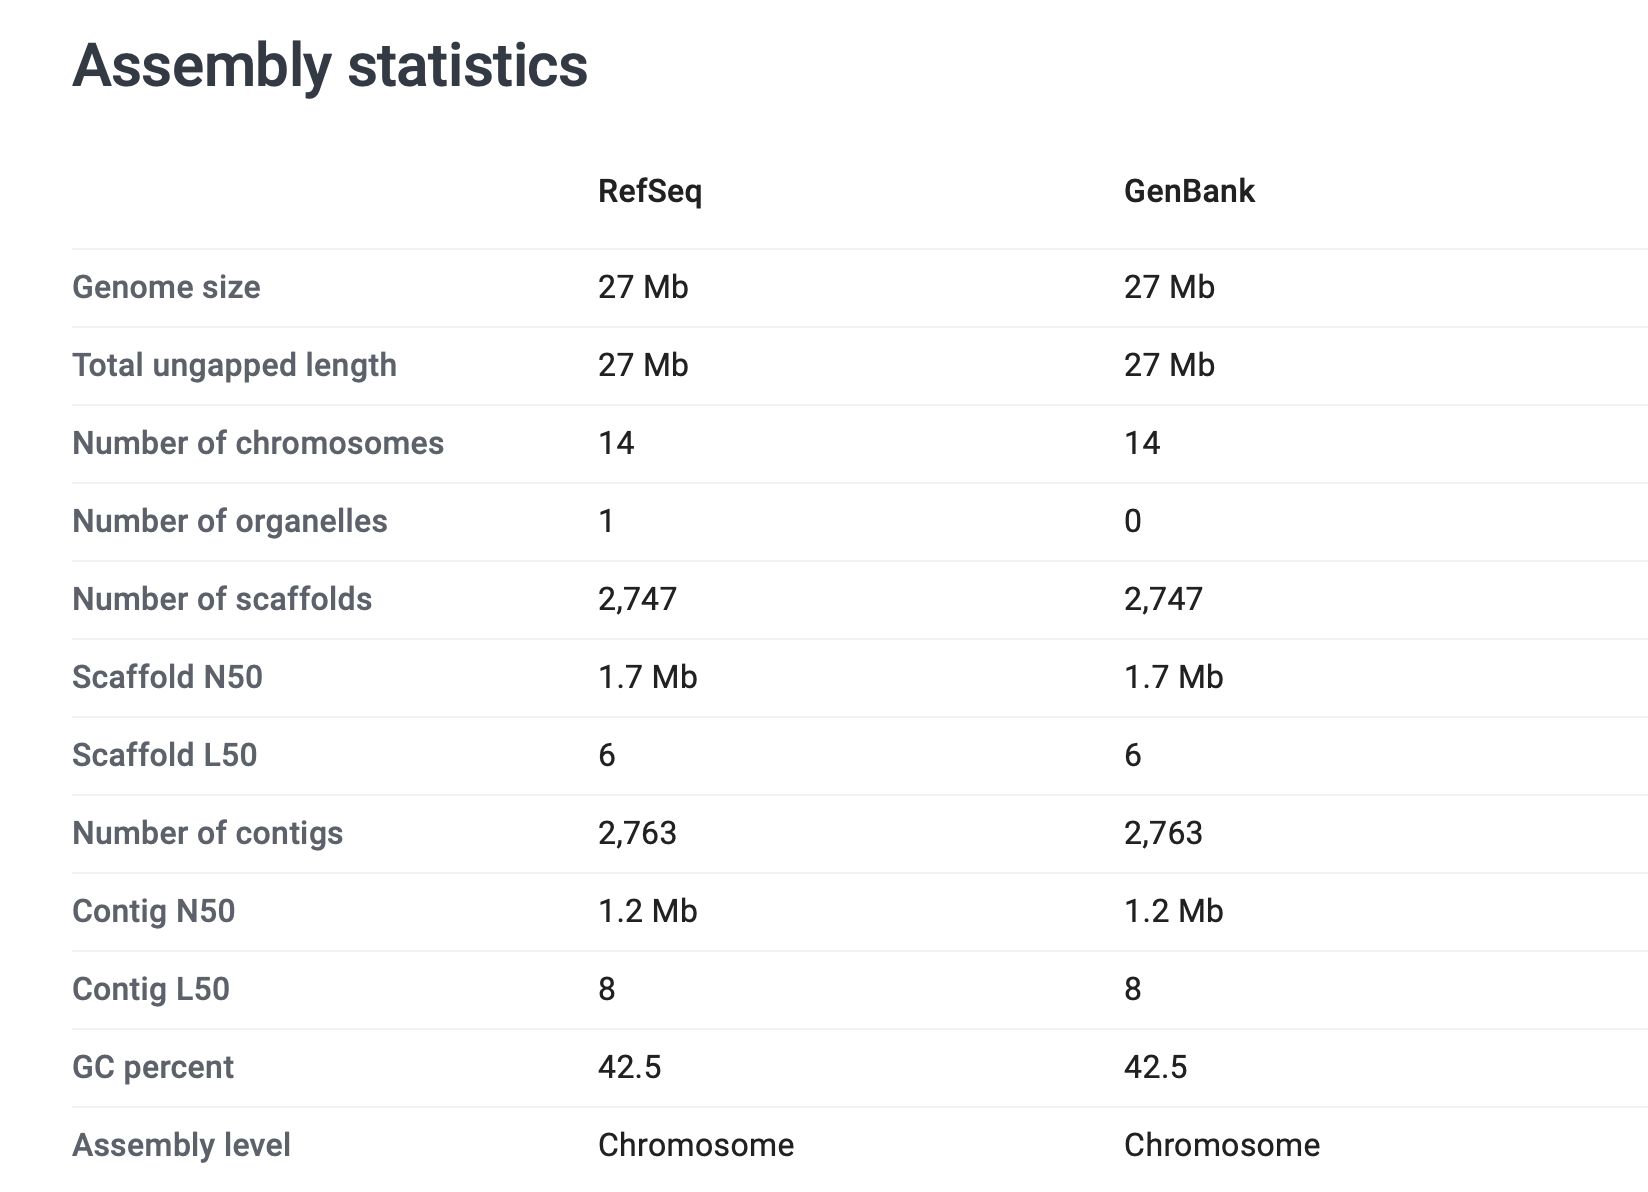 Assembly statistics
RefSeq GenBank
Genome size 27 Mb 27 Mb
Total ungapped length 27 Mb 27 Mb
Number of chromosomes 14 14
Number of organelles 1 0
Number of scaffolds 2,747 2,747
Scaffold N50 1.7 Mb 1.7 Mb
Scaffold L50 6 6
Number of contigs 2,763 2,763
Contig N50 1.2 Mb 1.2 Mb
Contig L50 8 8
GC percent 42.5 42.5
Assembly level Chromosome Chromosome